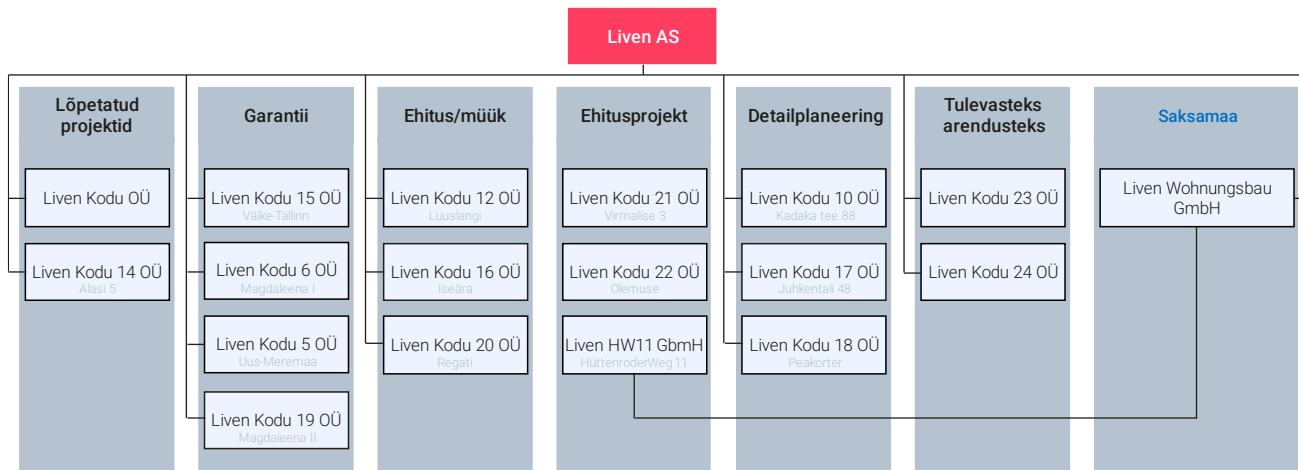 Liven AS
Lõpetatud
projektid
Liven Kodu OÜ
Liven Kodu 14 OÜ
Alasi 5
Garantii
Liven Kodu 15 OÜ
Väike-Tallinn
Liven Kodu 6 OÜ
Magdaleena I
Liven Kodu 5 OÜ
Uus-Meremaa
Liven Kodu 19 OÜ
Magdaleena II
Ehitus/müük
Liven Kodu 12 OÜ
Luuslangi
Liven Kodu 16 OÜ
Iseära
Liven Kodu 20 OÜ
Regati
Ehitusprojekt
Liven Kodu 21 OÜ
Virmalise 3
Liven Kodu 22 OÜ
Olemuse
Liven HW11 GbmH
HüttenroderWeg 11
Detailplaneering
Liven Kodu 10 OÜ
Kadaka tee 88
Liven Kodu 17 OÜ
Juhkentali 48
Liven Kodu 18 OÜ
Peakorter
Tulevasteks
arendusteks
Liven Kodu 23 OÜ
Liven Kodu 24 OÜ
Saksamaa
Liven Wohnungsbau
GmbH